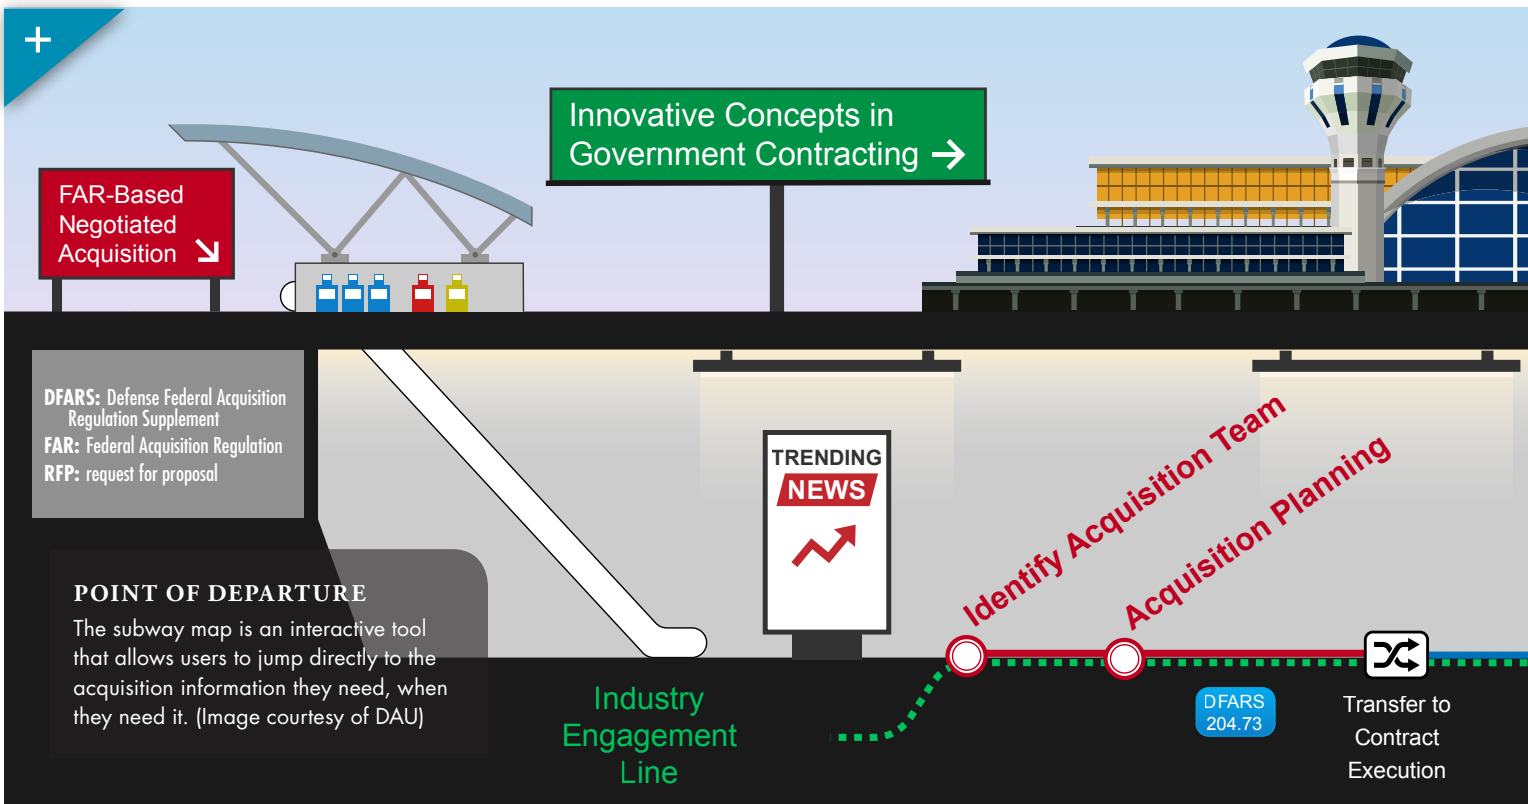 +
FAR-Based
Negotiated
Acquisition ↘
Innovative Concepts in
Government Contracting →
DFARS: Defense Federal Acquisition
Regulation Supplement
FAR: Federal Acquisition Regulation
RFP: request for proposal
POINT OF DEPARTURE
The subway map is an interactive tool
that allows users to jump directly to the
acquisition information they need, when
they need it. (Image courtesy of DAU)
TRENDING
NEWS
Identify Acquisition Team
Acquisition Planning
Industry
Engagement
Line
DFARS
204.73
Transfer to
Contract
Execution